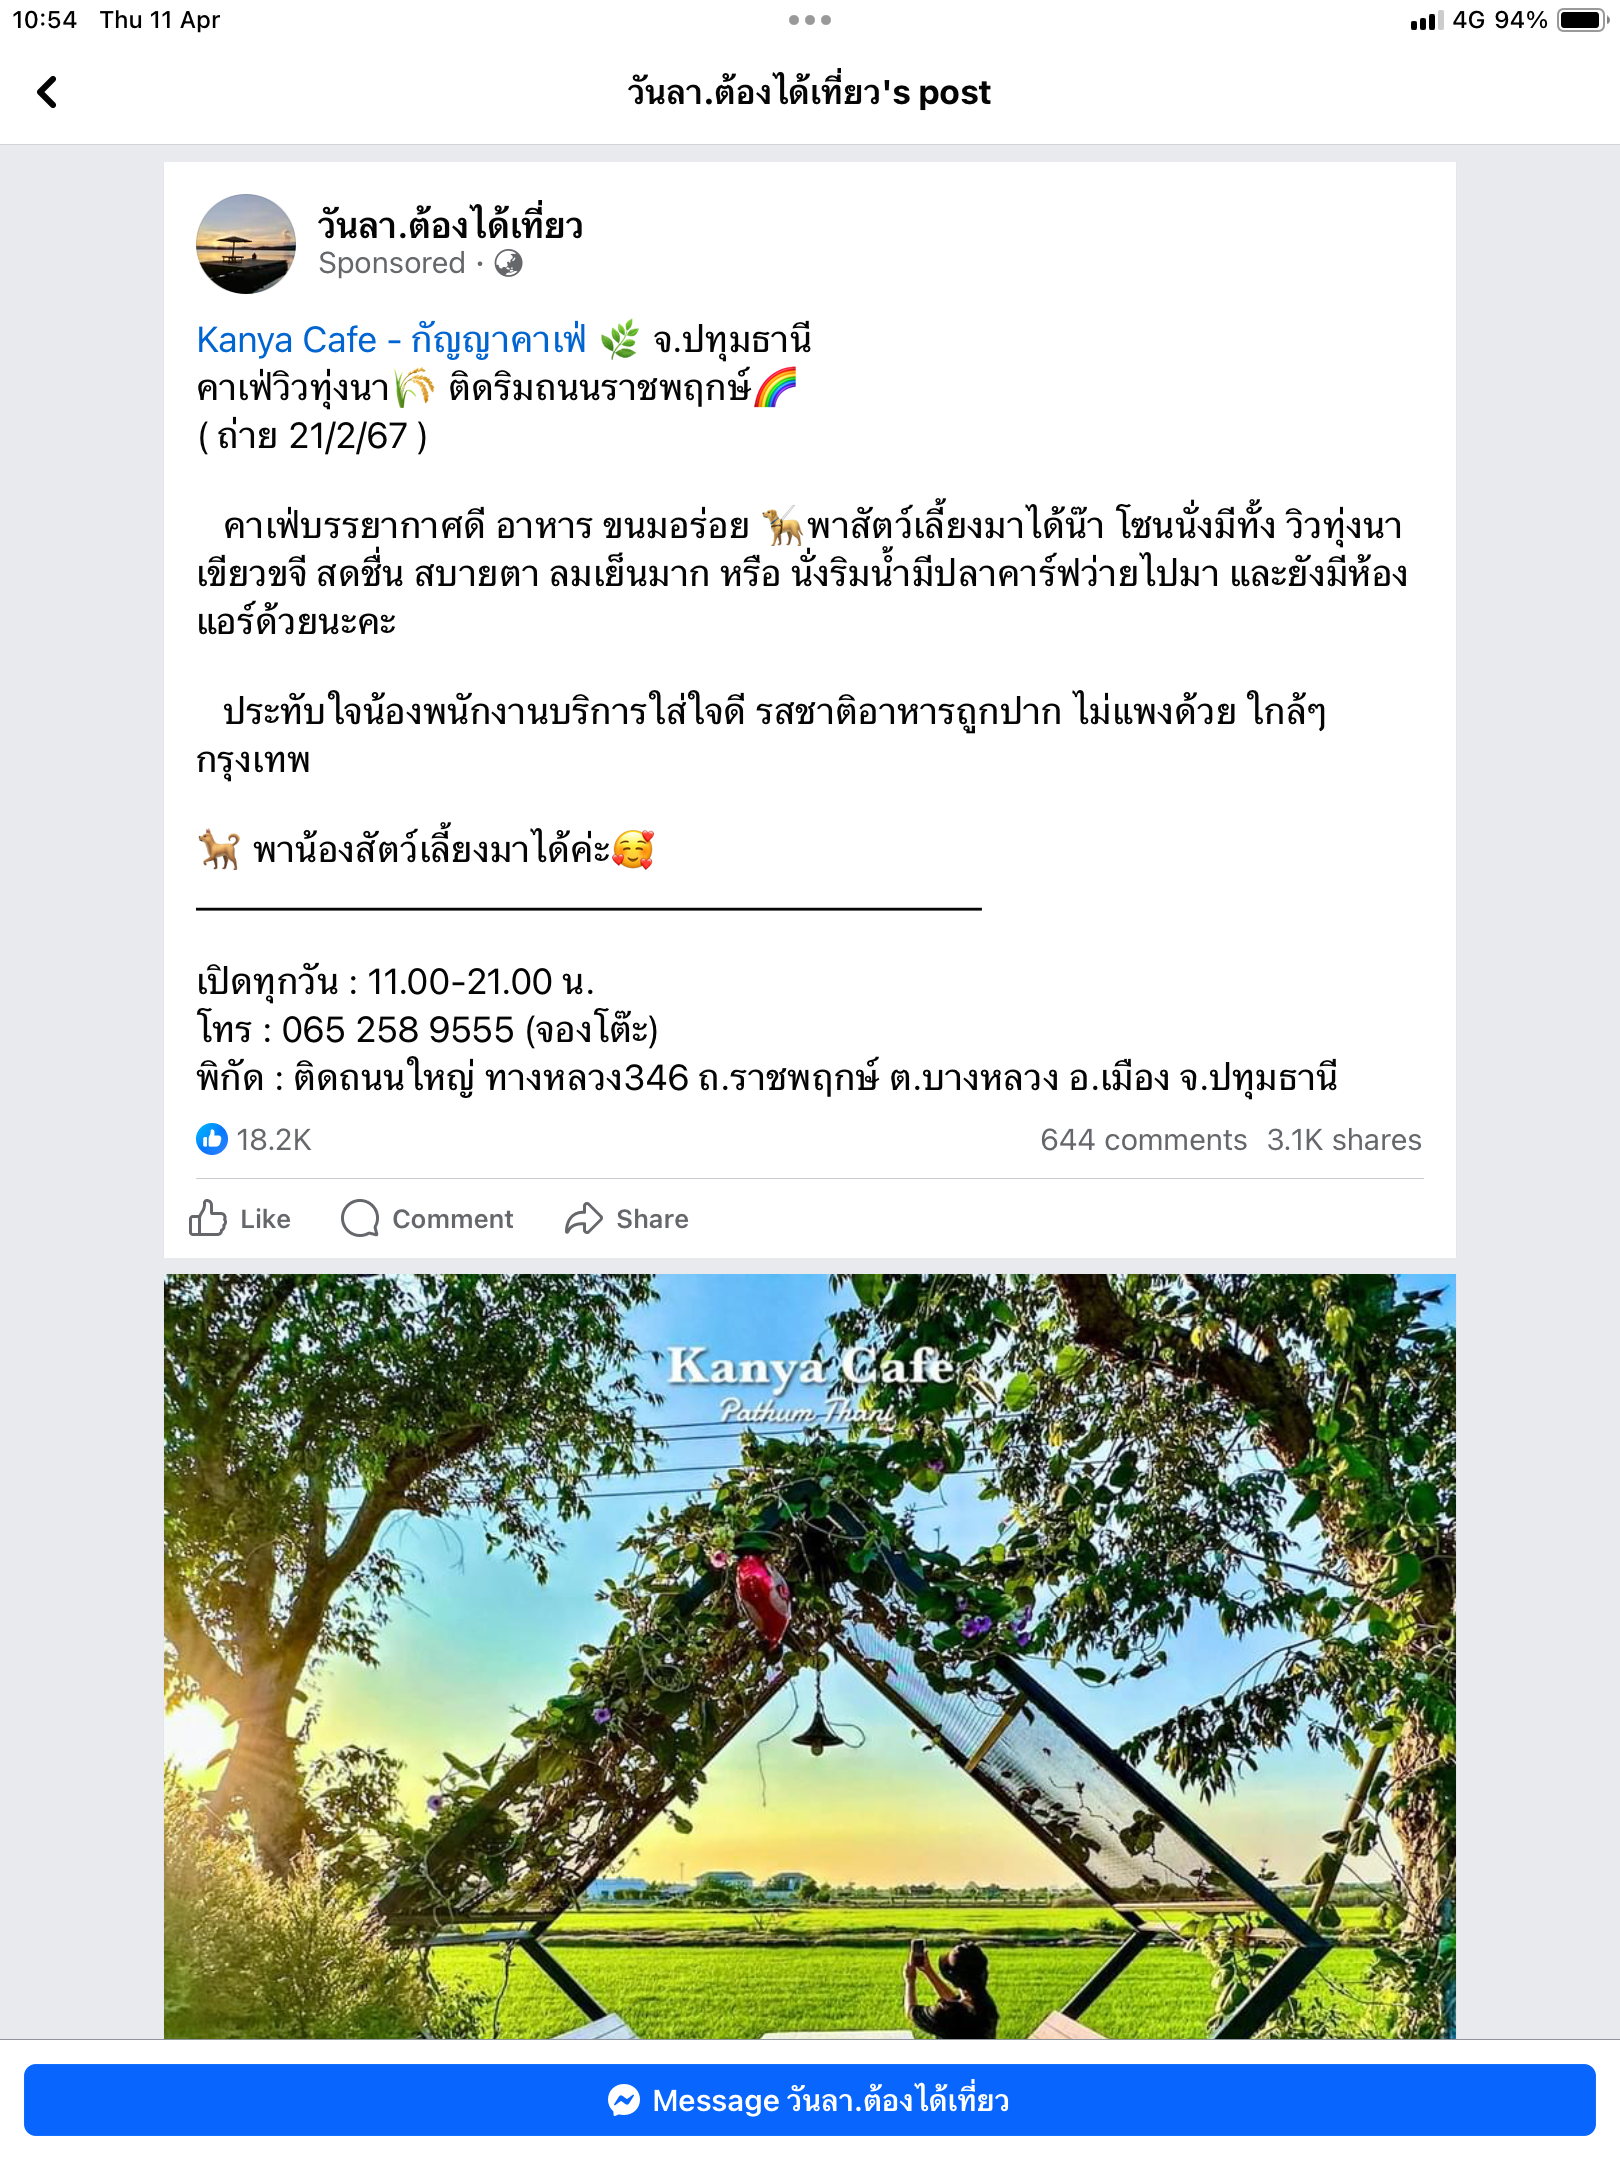 10:54 Thu 11 Apr
4G 94%
วันลา.ต้องได้เที่ยว's post
วันลา.ต้องได้เที่ยว
Sponsored ·
Kanya Cafe - กัญญาคาเฟ่ 🌿 จ.ปทุมธานี
คาเฟ่วิวทุ่งนา🌾 ติดริมถนนราชพฤกษ์🌈
( ถ่าย 21/2/67 )
คาเฟ่บรรยากาศดี อาหาร ขนมอร่อย 🦮พาสัตว์เลี้ยงมาได้น๊า โซนนั่งมีทั้ง วิวทุ่งนา
เขียวขจี สดชื่น สบายตา ลมเย็นมาก หรือ นั่งริมน้ำมีปลาคาร์ฟว่ายไปมา และยังมีห้อง
แอร์ด้วยนะคะ
ประทับใจน้องพนักงานบริการใส่ใจดี รสชาติอาหารถูกปาก ไม่แพงด้วย ใกล้ๆ
กรุงเทพ
🐕 พาน้องสัตว์เลี้ยงมาได้ค่ะ🥰
เปิดทุกวัน : 11.00-21.00 น.
โทร : 065 258 9555 (จองโต๊ะ)
พิกัด : ติดถนนใหญ่ ทางหลวง346 ถ.ราชพฤกษ์ ต.บางหลวง อ.เมือง จ.ปทุมธานี
18.2K
644 comments 3.1K shares
Like Comment Share
Kanya Cafe
Pathum Thani
Message วันลา.ต้องได้เที่ยว